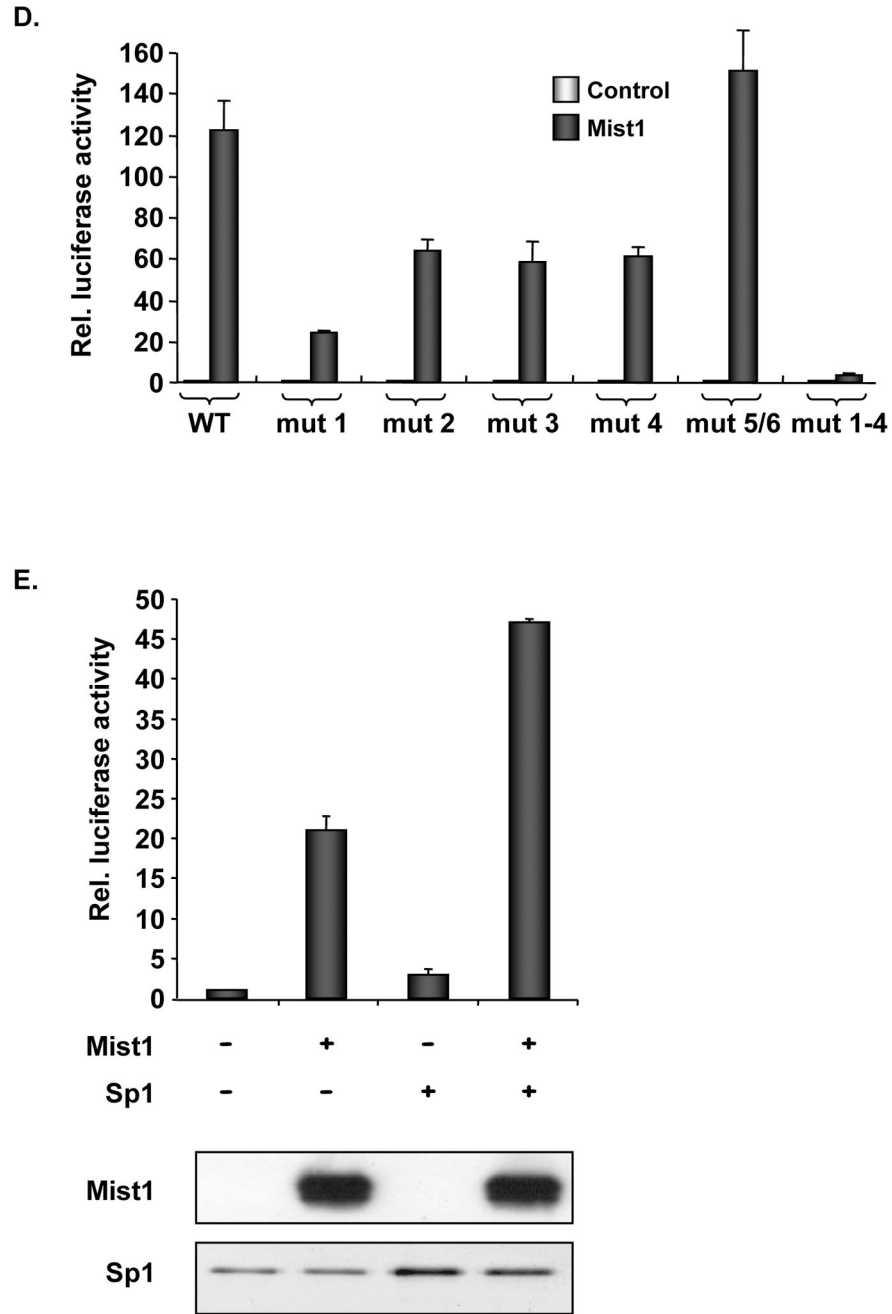 D.
Rel. luciferase activity
160
140
120
100
80
60
40
20
0
Control
Mist1
WT mut 1 mut 2 mut 3 mut 4 mut 5/6 mut 1-4
E.
Rel. luciferase activity
50
45
40
35
30
25
20
15
10
5
0
Mist1 - + - +
Sp1 - - + +
Mist1
Sp1